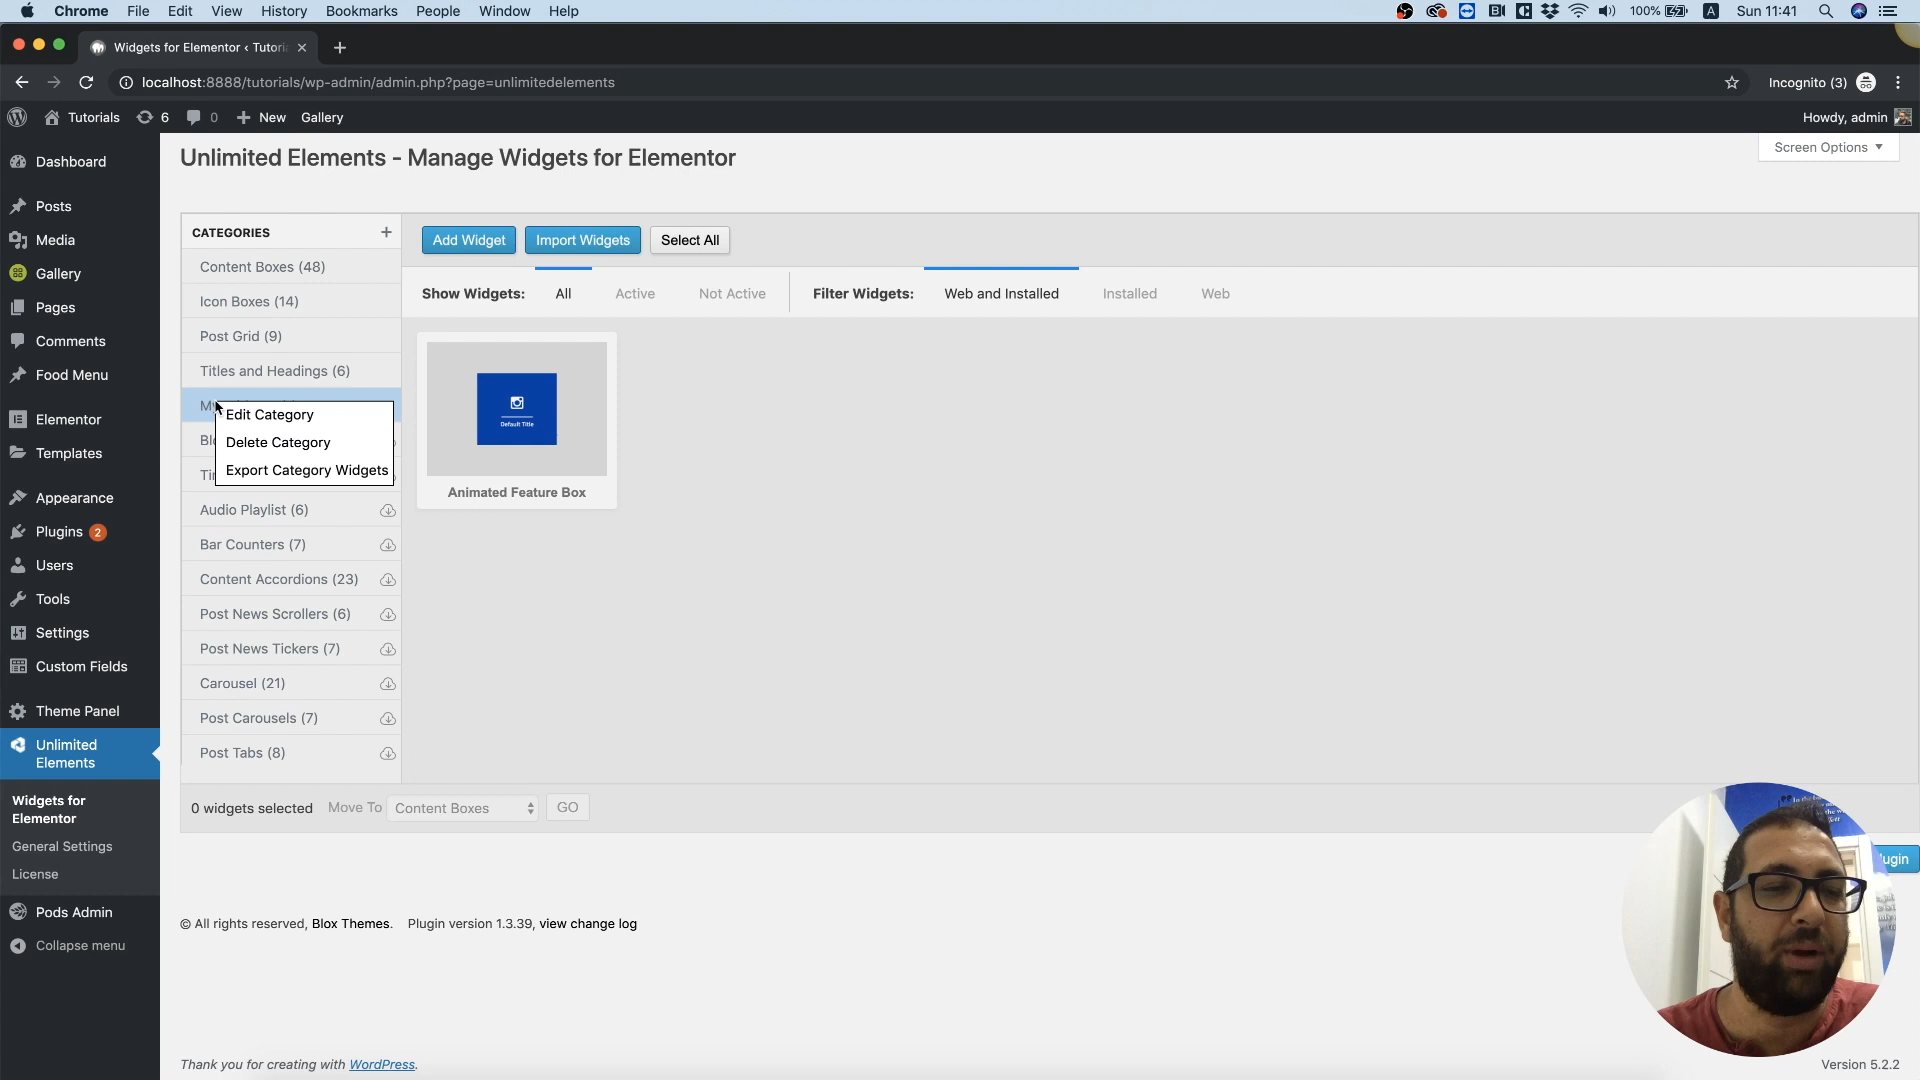 Chrome File Edit View History Bookmarks People Window Help 100% A Sun 11:41
Widgets for Elementor ‹ Tutori
localhost:8888/tutorials/wp-admin/admin.php?page=unlimitedelements Incognito (3)
Tutorials 6 0 New Gallery Howdy, admin
Screen Options
Unlimited Elements - Manage Widgets for Elementor
Dashboard
Posts
Media
Gallery
Pages
Comments
Food Menu
Elementor
Templates
Appearance
Plugins 2
Users
Tools
Settings
Custom Fields
Theme Panel
Unlimited
Elements
Widgets for
Elementor
General Settings
License
Pods Admin
Collapse menu
CATEGORIES +
Content Boxes (48)
Icon Boxes (14)
Post Grid (9)
Titles and Headings (6)
Edit Category
Delete Category
Export Category Widgets
Audio Playlist (6)
Bar Counters (7)
Content Accordions (23)
Post News Scrollers (6)
Post News Tickers (7)
Carousel (21)
Post Carousels (7)
Post Tabs (8)
Add Widget Import Widgets Select All
Show Widgets: All Active Not Active Filter Widgets: Web and Installed Installed Web
Default Title
Animated Feature Box
0 widgets selected Move To Content Boxes GO
© All rights reserved, Blox Themes. Plugin version 1.3.39, view change log
Thank you for creating with WordPress. Version 5.2.2